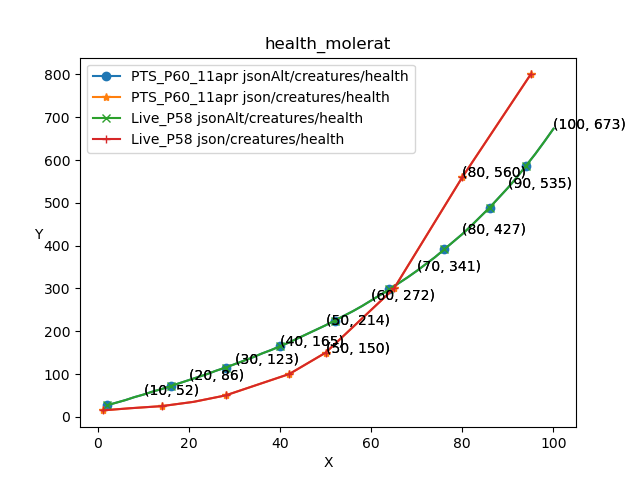 health_molerat
PTS_P60_11apr jsonAlt/creatures/health
PTS_P60_11apr json/creatures/health
Live_P58 jsonAlt/creatures/health
Live_P58 json/creatures/health
800
700
600
500
400
300
200
100
0
Y
(100, 673)
(80, 560)
(90, 535)
(80, 427)
(70, 341)
(60, 272)
(50, 214)
(40, 165)
(50, 150)
(30, 123)
(20, 86)
(10, 52)
0 20 40 60 80 100
X